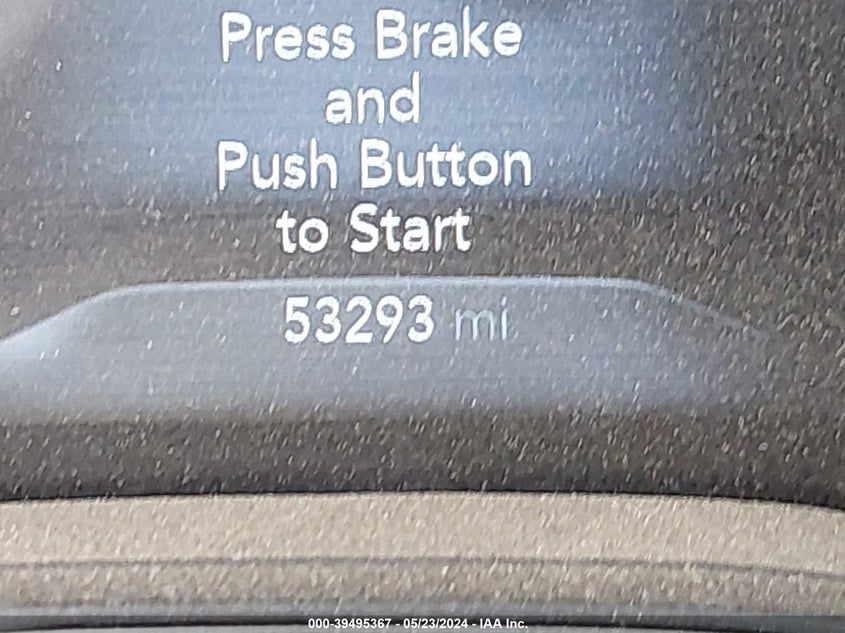 Press Brake
and
Push Button
to Start
53293 mi
000-39495367 - 05/23/2024 - IAA Inc.